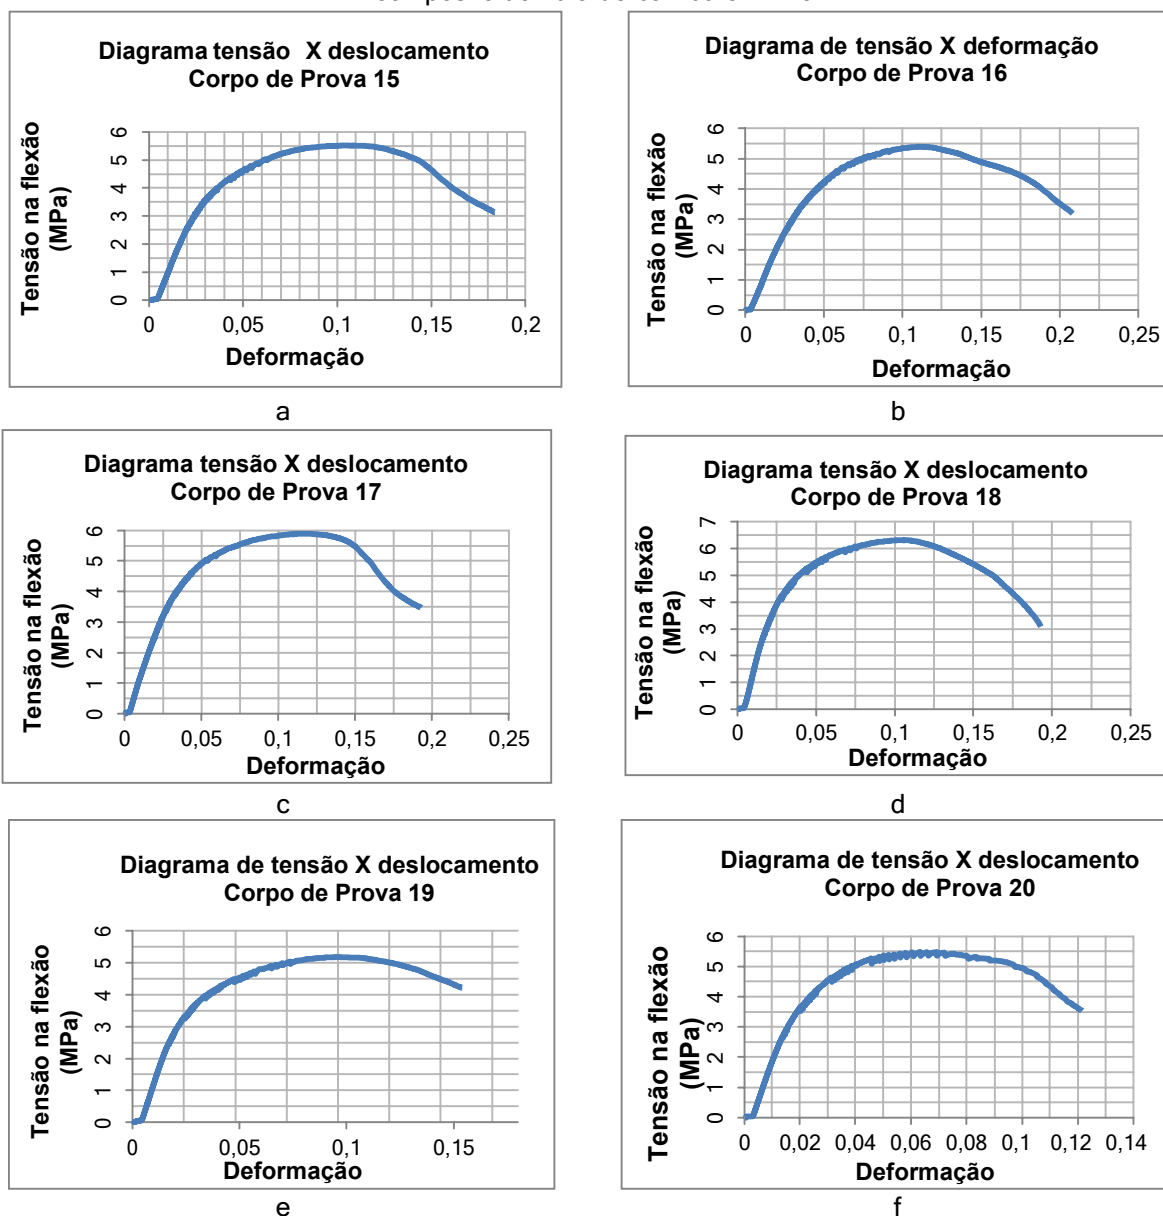 Diagrama tensão X deslocamento
Corpo de Prova 15
Tensão na flexão
(MPa)
6
5
4
3
2
1
0
0 0,05 0,1 0,15 0,2
Deformação
a
Diagrama de tensão X deformação
Corpo de Prova 16
Tensão na flexão
(MPa)
6
5
4
3
2
1
0
0 0,05 0,1 0,15 0,2 0,25
Deformação
b
Diagrama tensão X deslocamento
Corpo de Prova 17
Tensão na flexão
(MPa)
6
5
4
3
2
1
0
0 0,05 0,1 0,15 0,2 0,25
Deformação
c
Diagrama tensão X deslocamento
Corpo de Prova 18
Tensão na flexão
(MPa)
7
6
5
4
3
2
1
0
0 0,05 0,1 0,15 0,2 0,25
Deformação
d
Diagrama de tensão X deslocamento
Corpo de Prova 19
Tensão na flexão
(MPa)
6
5
4
3
2
1
0
0 0,05 0,1 0,15
Deformação
e
Diagrama de tensão X deslocamento
Corpo de Prova 20
Tensão na flexão
(MPa)
6
5
4
3
2
1
0
0 0,02 0,04 0,06 0,08 0,1 0,12 0,14
Deformação
f